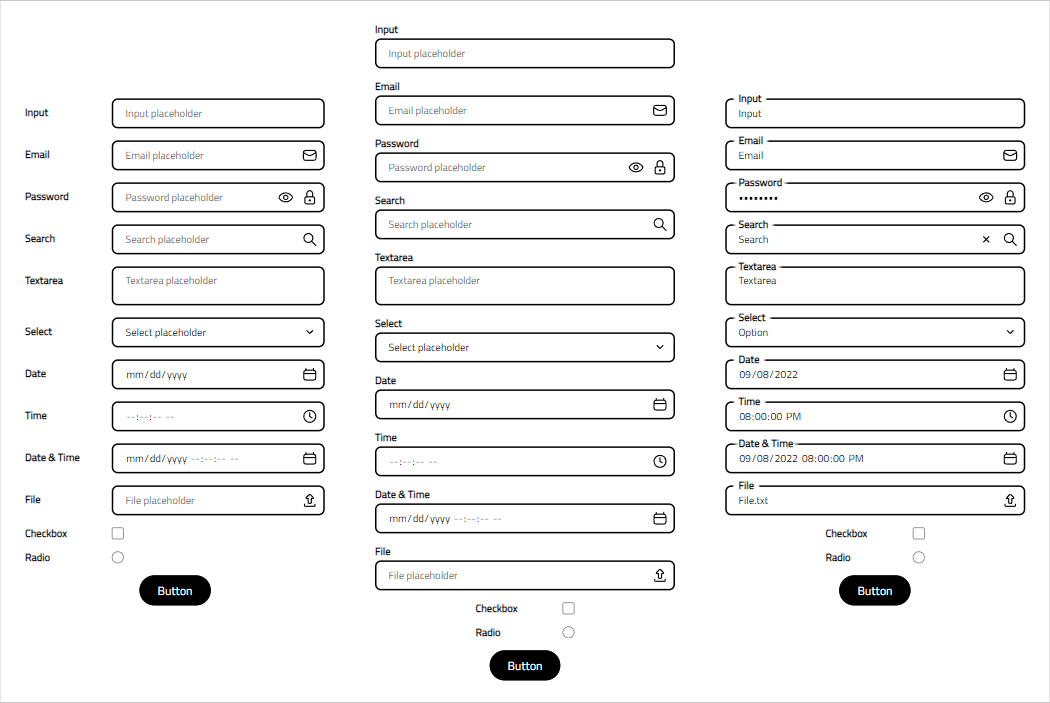 Input
Input placeholder
Email
Email placeholder
Password
Password placeholder
Search
Search placeholder
Textarea
Textarea placeholder
Select
Select placeholder
Date
mm/dd/yyyy
Time
--:--:-- --
Date & Time
mm/dd/yyyy --:--:-- --
File
File placeholder
Checkbox
Radio
Button
Input
Input placeholder
Email
Email placeholder
Password
Password placeholder
Search
Search placeholder
Textarea
Textarea placeholder
Select
Select placeholder
Date
mm/dd/yyyy
Time
--:--:-- --
Date & Time
mm/dd/yyyy --:--:-- --
File
File placeholder
Checkbox
Radio
Button
Input
Input
Email
Email
Password
••••••••
Search
Search
Textarea
Textarea
Select
Option
Date
09/08/2022
Time
08:00:00 PM
Date & Time
09/08/2022 08:00:00 PM
File
File.txt
Checkbox
Radio
Button